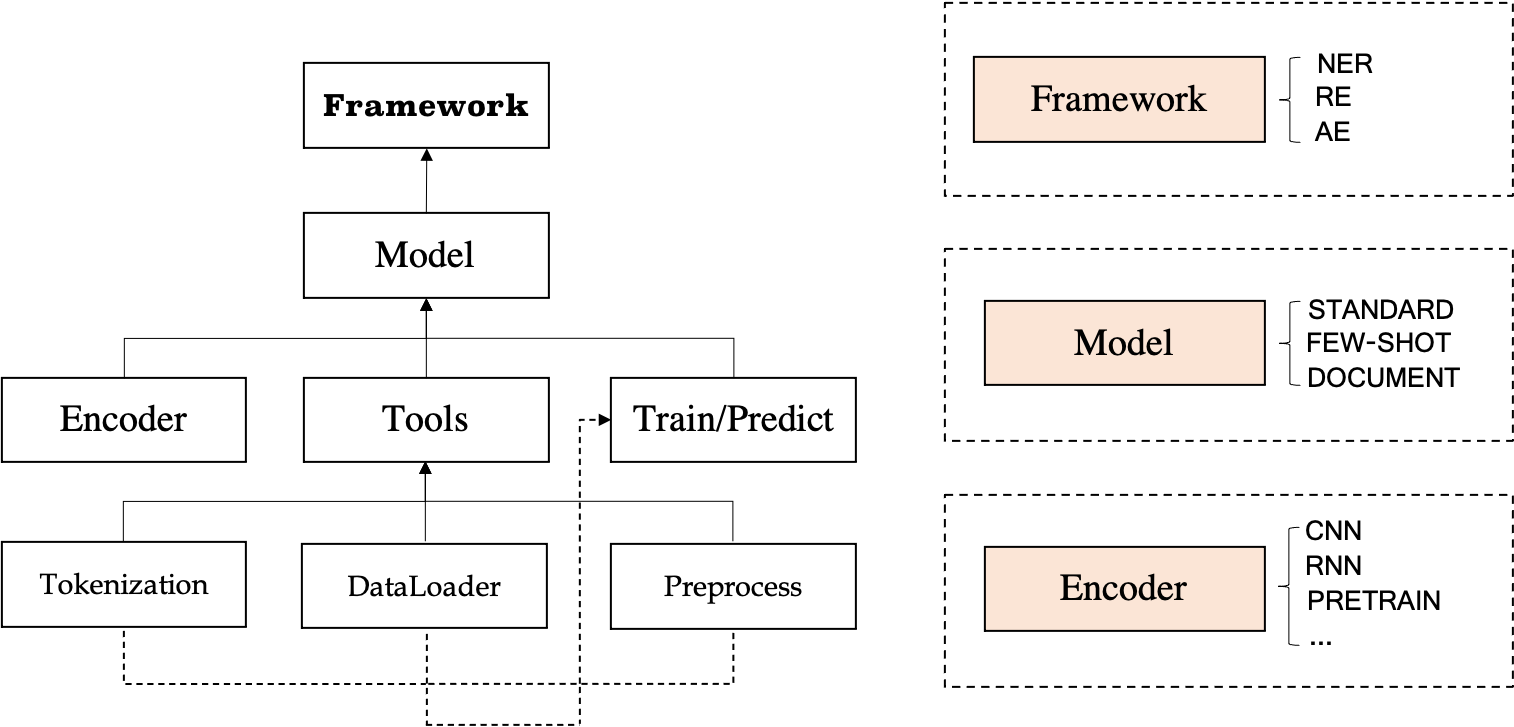 Framework
Model
Encoder
Tools
Train/Predict
Tokenization
DataLoader
Preprocess
Framework
NER
RE
AE
Model
STANDARD
FEW-SHOT
DOCUMENT
Encoder
CNN
RNN
PRETRAIN
...